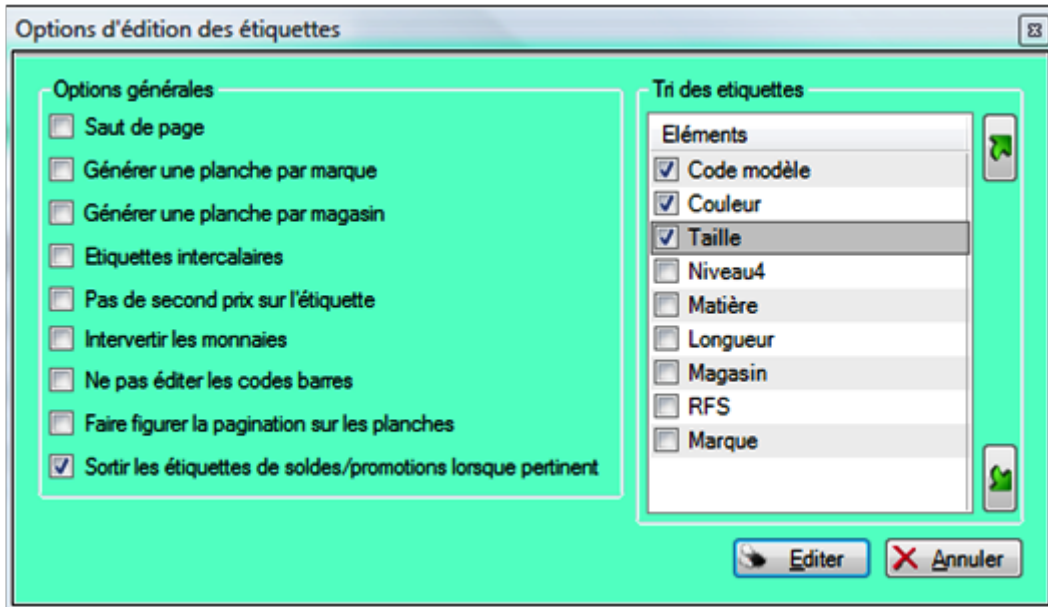 Options d'édition des étiquettes
Options générales
Saut de page
Générer une planche par marque
Générer une planche par magasin
Etiquettes intercalaires
Pas de second prix sur l'étiquette
Intervertir les monnaies
Ne pas éditer les codes barres
Faire figurer la pagination sur les planches
Sortir les étiquettes de soldes/promotions lorsque pertinent
Tri des etiquettes
Eléments
Code modèle
Couleur
Taille
Niveau4
Matière
Longueur
Magasin
RFS
Marque
Editer
Annuler